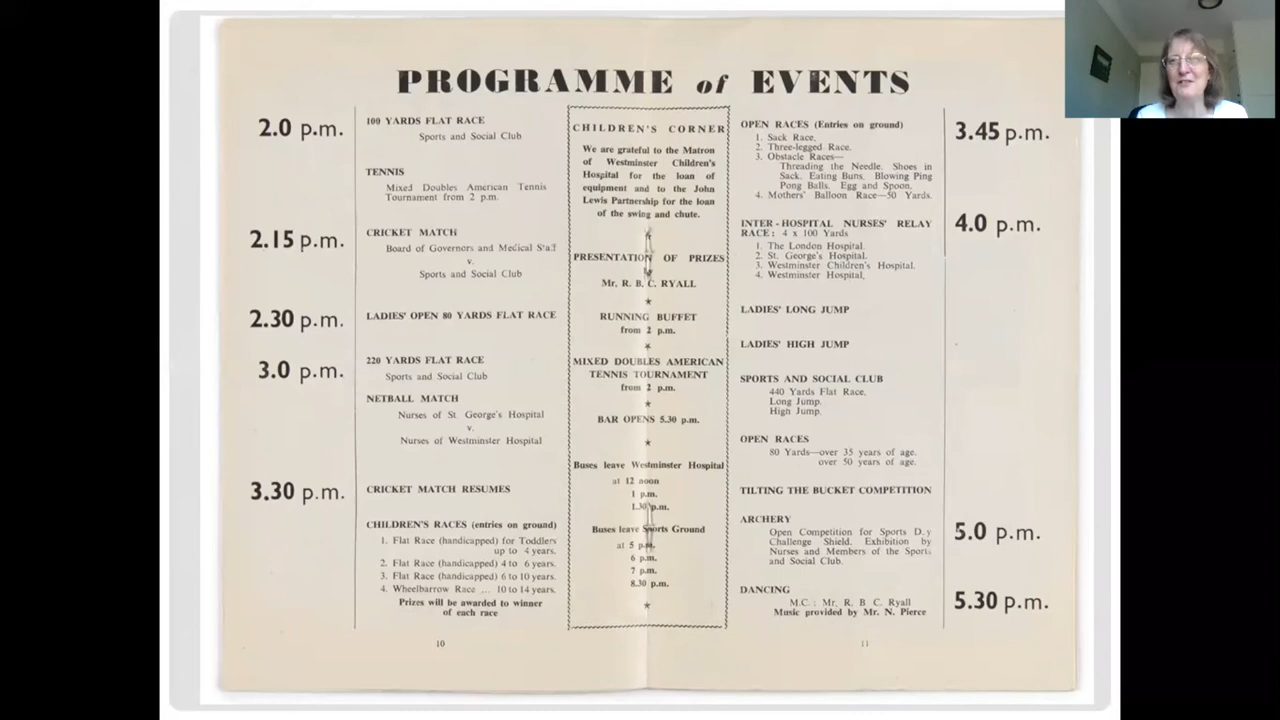 PROGRAMME of EVENTS
2.0 p.m.
100 YARDS FLAT RACE
Sports and Social Club
TENNIS
Mixed Doubles American Tennis
Tournament from 2 p.m.
2.15 p.m.
CRICKET MATCH
Board of Governors and Medical Staff
v.
Sports and Social Club
2.30 p.m.
LADIES' OPEN 80 YARDS FLAT RACE
3.0 p.m.
220 YARDS FLAT RACE
Sports and Social Club
NETBALL MATCH
Nurses of St. George's Hospital
v.
Nurses of Westminster Hospital
3.30 p.m.
CRICKET MATCH RESUMES
CHILDREN'S RACES (entries on ground)
1. Flat Race (handicapped) for Toddlers
up to 4 years.
2. Flat Race (handicapped) 4 to 6 years.
3. Flat Race (handicapped) 6 to 10 years.
4. Wheelbarrow Race ... 10 to 14 years.
Prizes will be awarded to winner
of each race
10
CHILDREN'S CORNER
We are grateful to the Matron
of Westminster Children's
Hospital for the loan of
equipment and to the John
Lewis Partnership for the loan
of the swing and chute.
PRESENTATION OF PRIZES
Mr. R. B. C. RYALL
RUNNING BUFFET
from 2 p.m.
MIXED DOUBLES AMERICAN
TENNIS TOURNAMENT
from 2 p.m.
BAR OPENS 5.30 p.m.
Buses leave Westminster Hospital
at 12 noon
1 p.m.
1.30 p.m.
Buses leave Sports Ground
at 5 p.m.
6 p.m.
7 p.m.
8.30 p.m.
OPEN RACES (Entries on ground)
3.45 p.m.
1. Sack Race.
2. Three-legged Race.
3. Obstacle Races—
Threading the Needle. Shoes in
Sack. Eating Buns. Blowing Ping
Pong Balls. Egg and Spoon.
4. Mothers' Balloon Race—50 Yards.
INTER-HOSPITAL NURSES' RELAY
4.0 p.m.
RACE: 4 x 100 Yards
1. The London Hospital.
2. St. George's Hospital.
3. Westminster Children's Hospital.
4. Westminster Hospital.
LADIES' LONG JUMP
LADIES' HIGH JUMP
SPORTS AND SOCIAL CLUB
440 Yards Flat Race.
Long Jump.
High Jump.
OPEN RACES
80 Yards—over 35 years of age.
over 50 years of age.
TILTING THE BUCKET COMPETITION
ARCHERY
5.0 p.m.
Open Competition for Sports Day
Challenge Shield. Exhibition by
Nurses and Members of the Sports
and Social Club.
DANCING
5.30 p.m.
M.C.: Mr. R. B C. Ryall
Music provided by Mr. N. Pierce
11